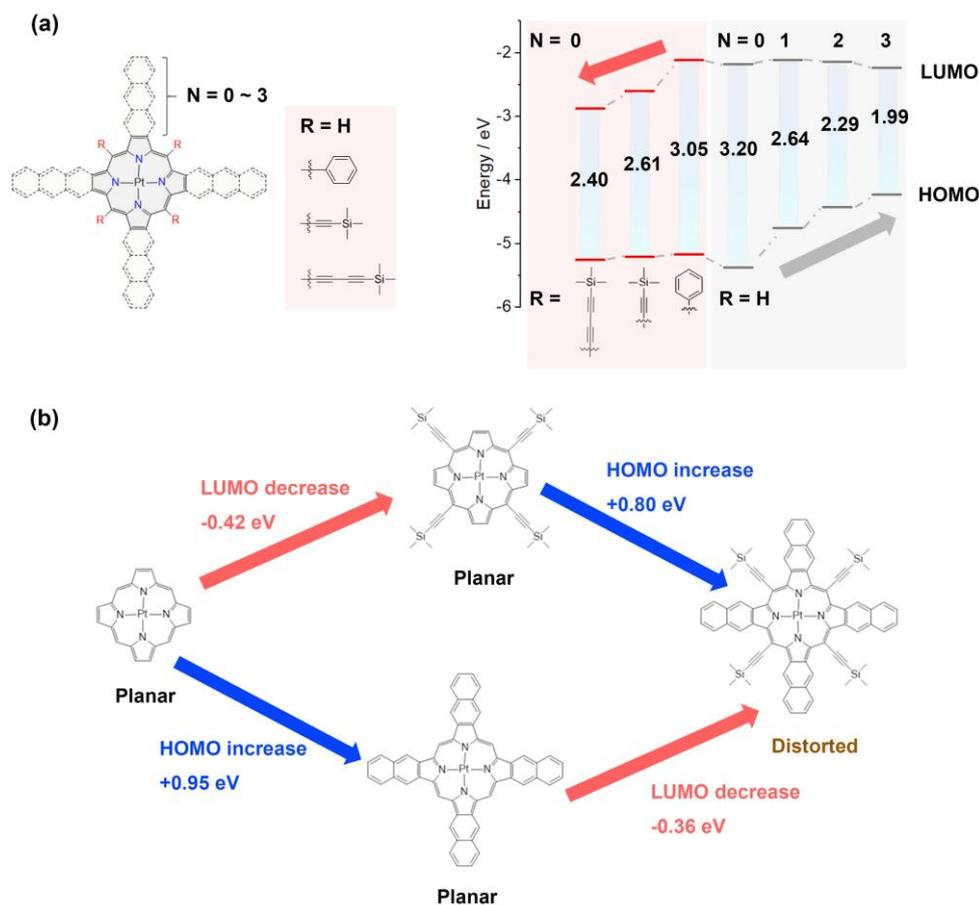 (a)
N = 0 ~ 3
R R
N
N Pt N
N
R R
R = H
Si
Si
N = 0 N = 0 1 2 3
LUMO
HOMO
Energy / eV
-2
-3
-4
-5
-6
2.40
2.61
3.05
3.20
2.64
2.29
1.99
Si Si
R = R = H
(b)
LUMO decrease
-0.42 eV
Si Si
N
N Pt N
N
Si Si
Planar
HOMO increase
+0.80 eV
N
N Pt N
N
Planar
HOMO increase
+0.95 eV
N
N Pt N
N
Planar
LUMO decrease
-0.36 eV
Si Si
N
N Pt N
N
Si Si
Distorted